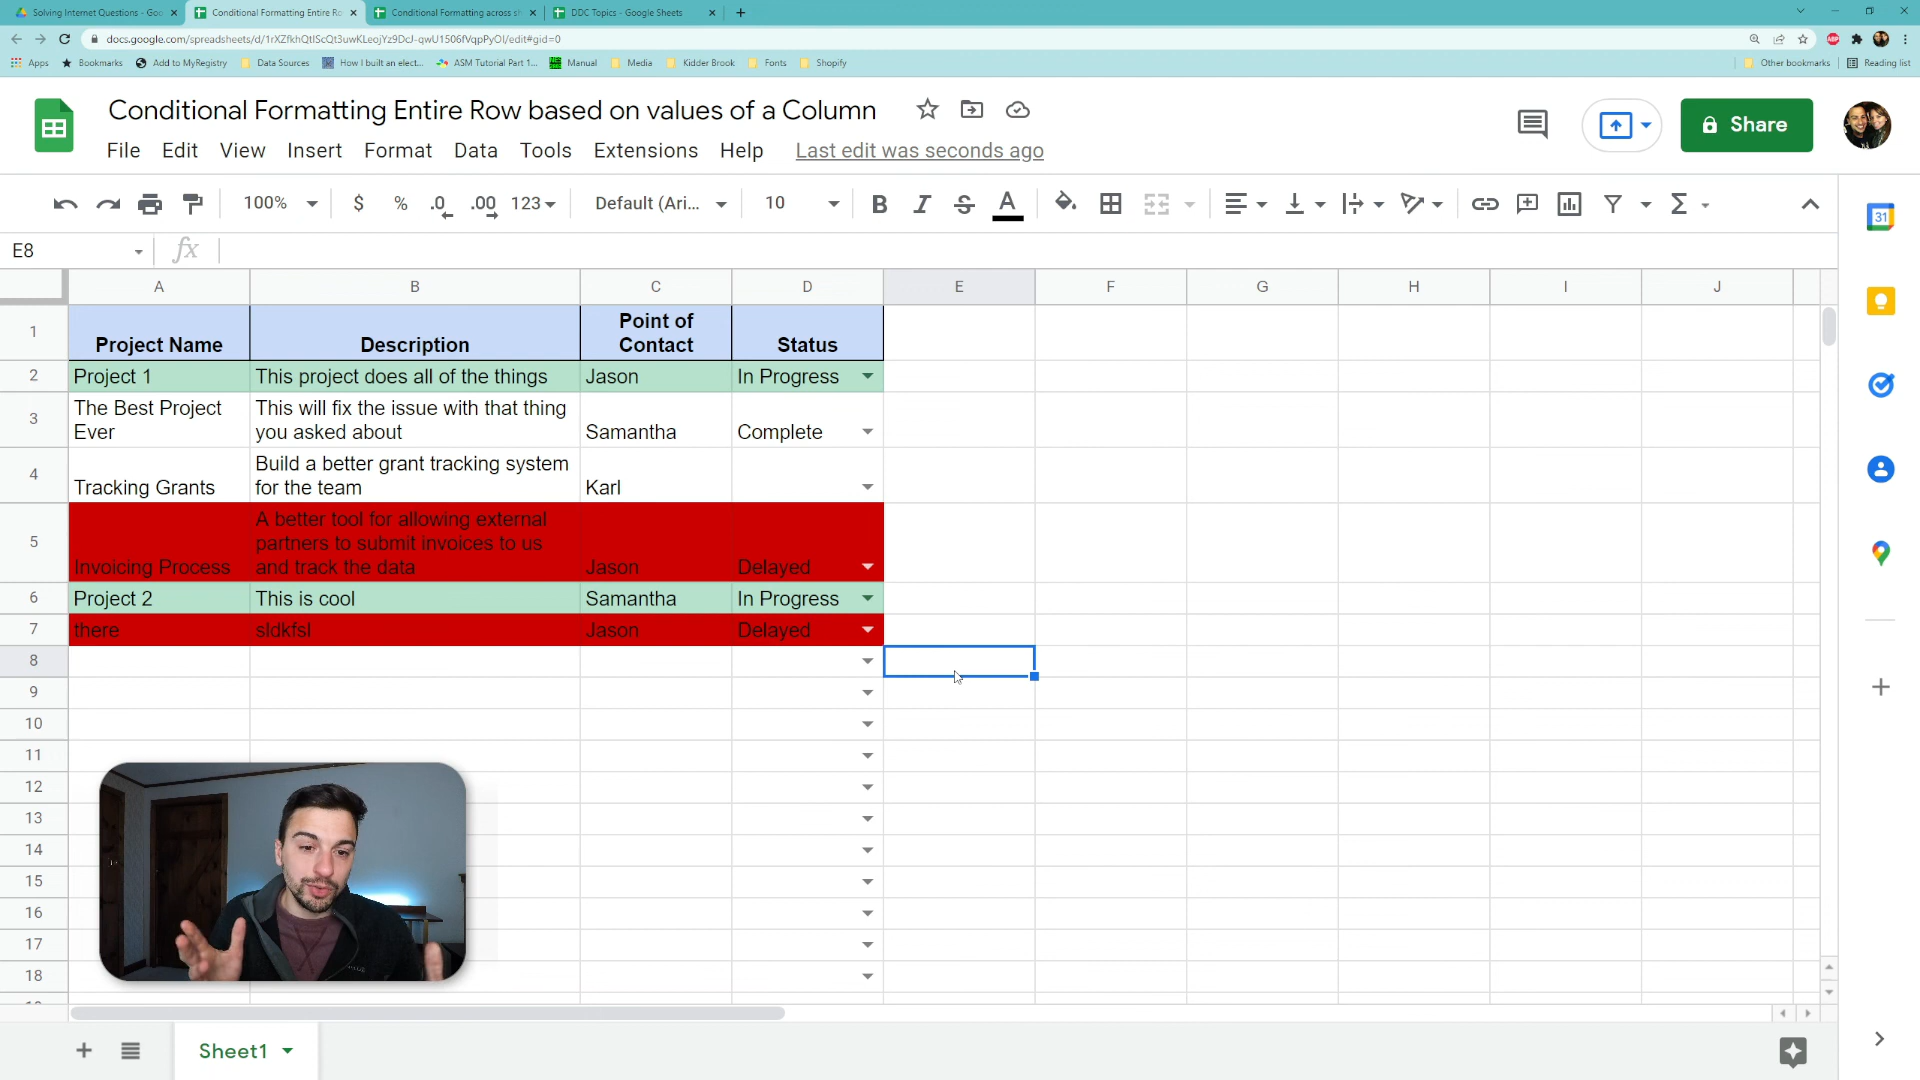 Solving Internet Questions - Goo
Conditional Formatting Entire Ro
Conditional Formatting across sh
DDC Topics - Google Sheets
docs.google.com/spreadsheets/d/1rXZfkhQtlScQt3uwKLeojYz9DcJ-qwU1506fVqpPyOI/edit#gid=0
Apps
Bookmarks
Add to MyRegistry
Data Sources
How I built an elect...
ASM Tutorial Part 1...
Manual
Media
Kidder Brook
Fonts
Shopify
Other bookmarks
Reading list
Conditional Formatting Entire Row based on values of a Column
Share
File Edit View Insert Format Data Tools Extensions Help Last edit was seconds ago
100% $ % .0 .00 123 Default (Ari... 10 B I S A
31
E8 fx
A B C D E F G H I J
1 Project Name Description Point of
Contact Status
2 Project 1 This project does all of the things Jason In Progress
3 The Best Project
Ever This will fix the issue with that thing
you asked about Samantha Complete
4 Tracking Grants Build a better grant tracking system
for the team Karl
5 Invoicing Process A better tool for allowing external
partners to submit invoices to us
and track the data Jason Delayed
6 Project 2 This is cool Samantha In Progress
7 there sldkfsl Jason Delayed
8
9
10
11
12
13
14
15
16
17
18
Sheet1